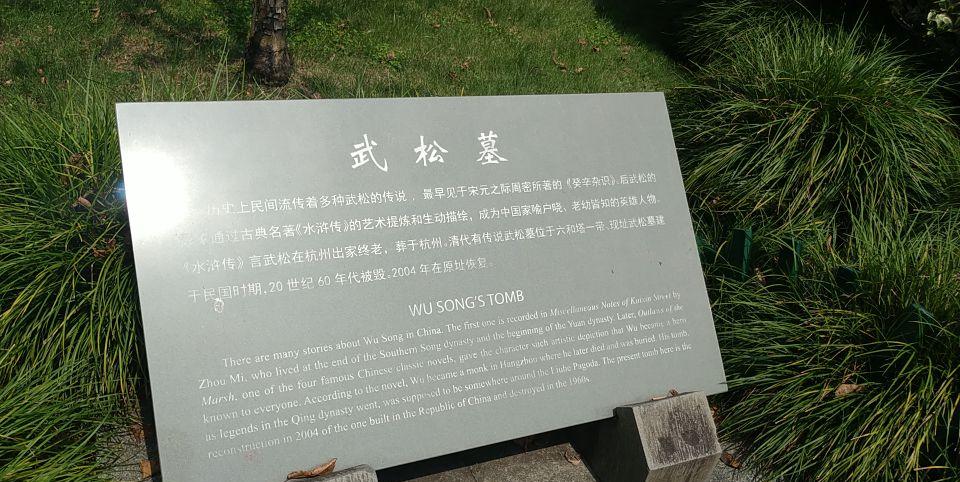 武松墓
历史上民间流传着多种武松的传说，最早见于宋元之际周密所著的《癸辛杂识》。后武松的
通过古典名著《水浒传》的艺术提炼和生动描绘，成为中国家喻户晓、老幼皆知的英雄人物。
《水浒传》言武松在杭州出家终老，葬于杭州。清代有传说武松墓位于六和塔一带。现址武松墓建
于民国时期，20世纪60年代被毁。2004年在原址恢复。
WU SONG'S TOMB
There are many stories about Wu Song in China. The first one is recorded in Miscellaneous Notes of Kuixin Street by
Zhou Mi, who lived at the end of the Southern Song dynasty and the beginning of the Yuan dynasty. Later, Outlaws of the
Marsh, one of the four famous Chinese classic novels, gave the character such artistic depiction that Wu became a hero
known to everyone. According to the novel, Wu became a monk in Hangzhou where he later died and was buried. His tomb,
as legends in the Qing dynasty went, was supposed to be somewhere around the Liuhe Pagoda. The present tomb here is the
reconstruction in 2004 of the one built in the Republic of China and destroyed in the 1960s.